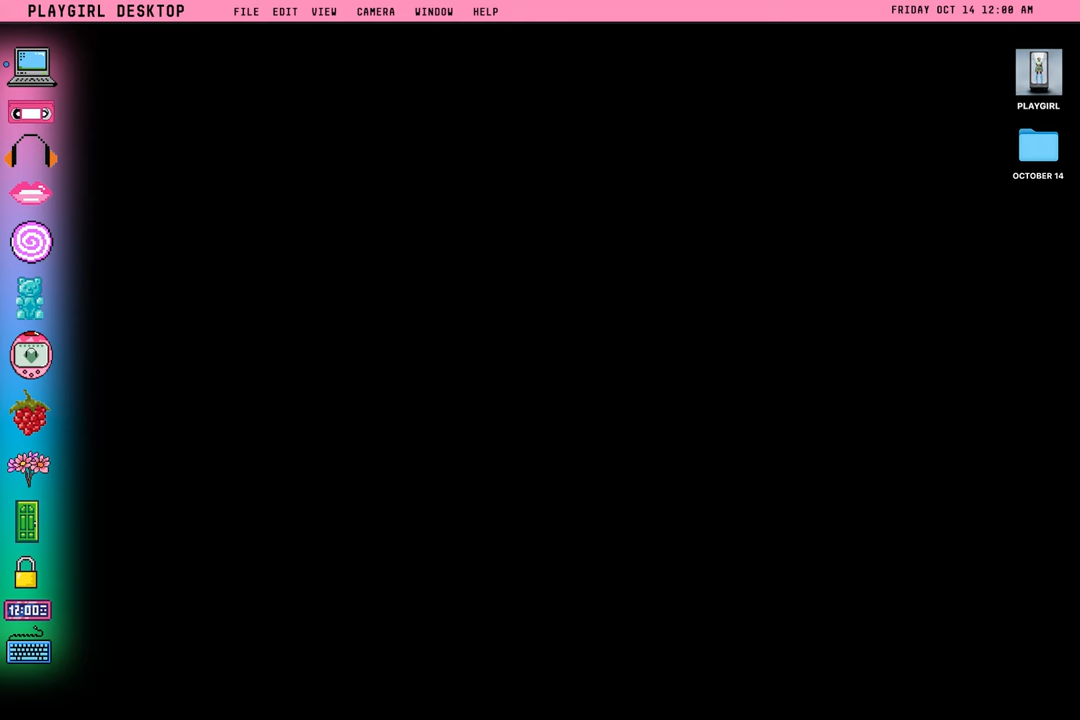 PLAYGIRL DESKTOP FILE EDIT VIEW CAMERA WINDOW HELP FRIDAY OCT 14 12:00 AM
PLAYGIRL
OCTOBER 14
12:00